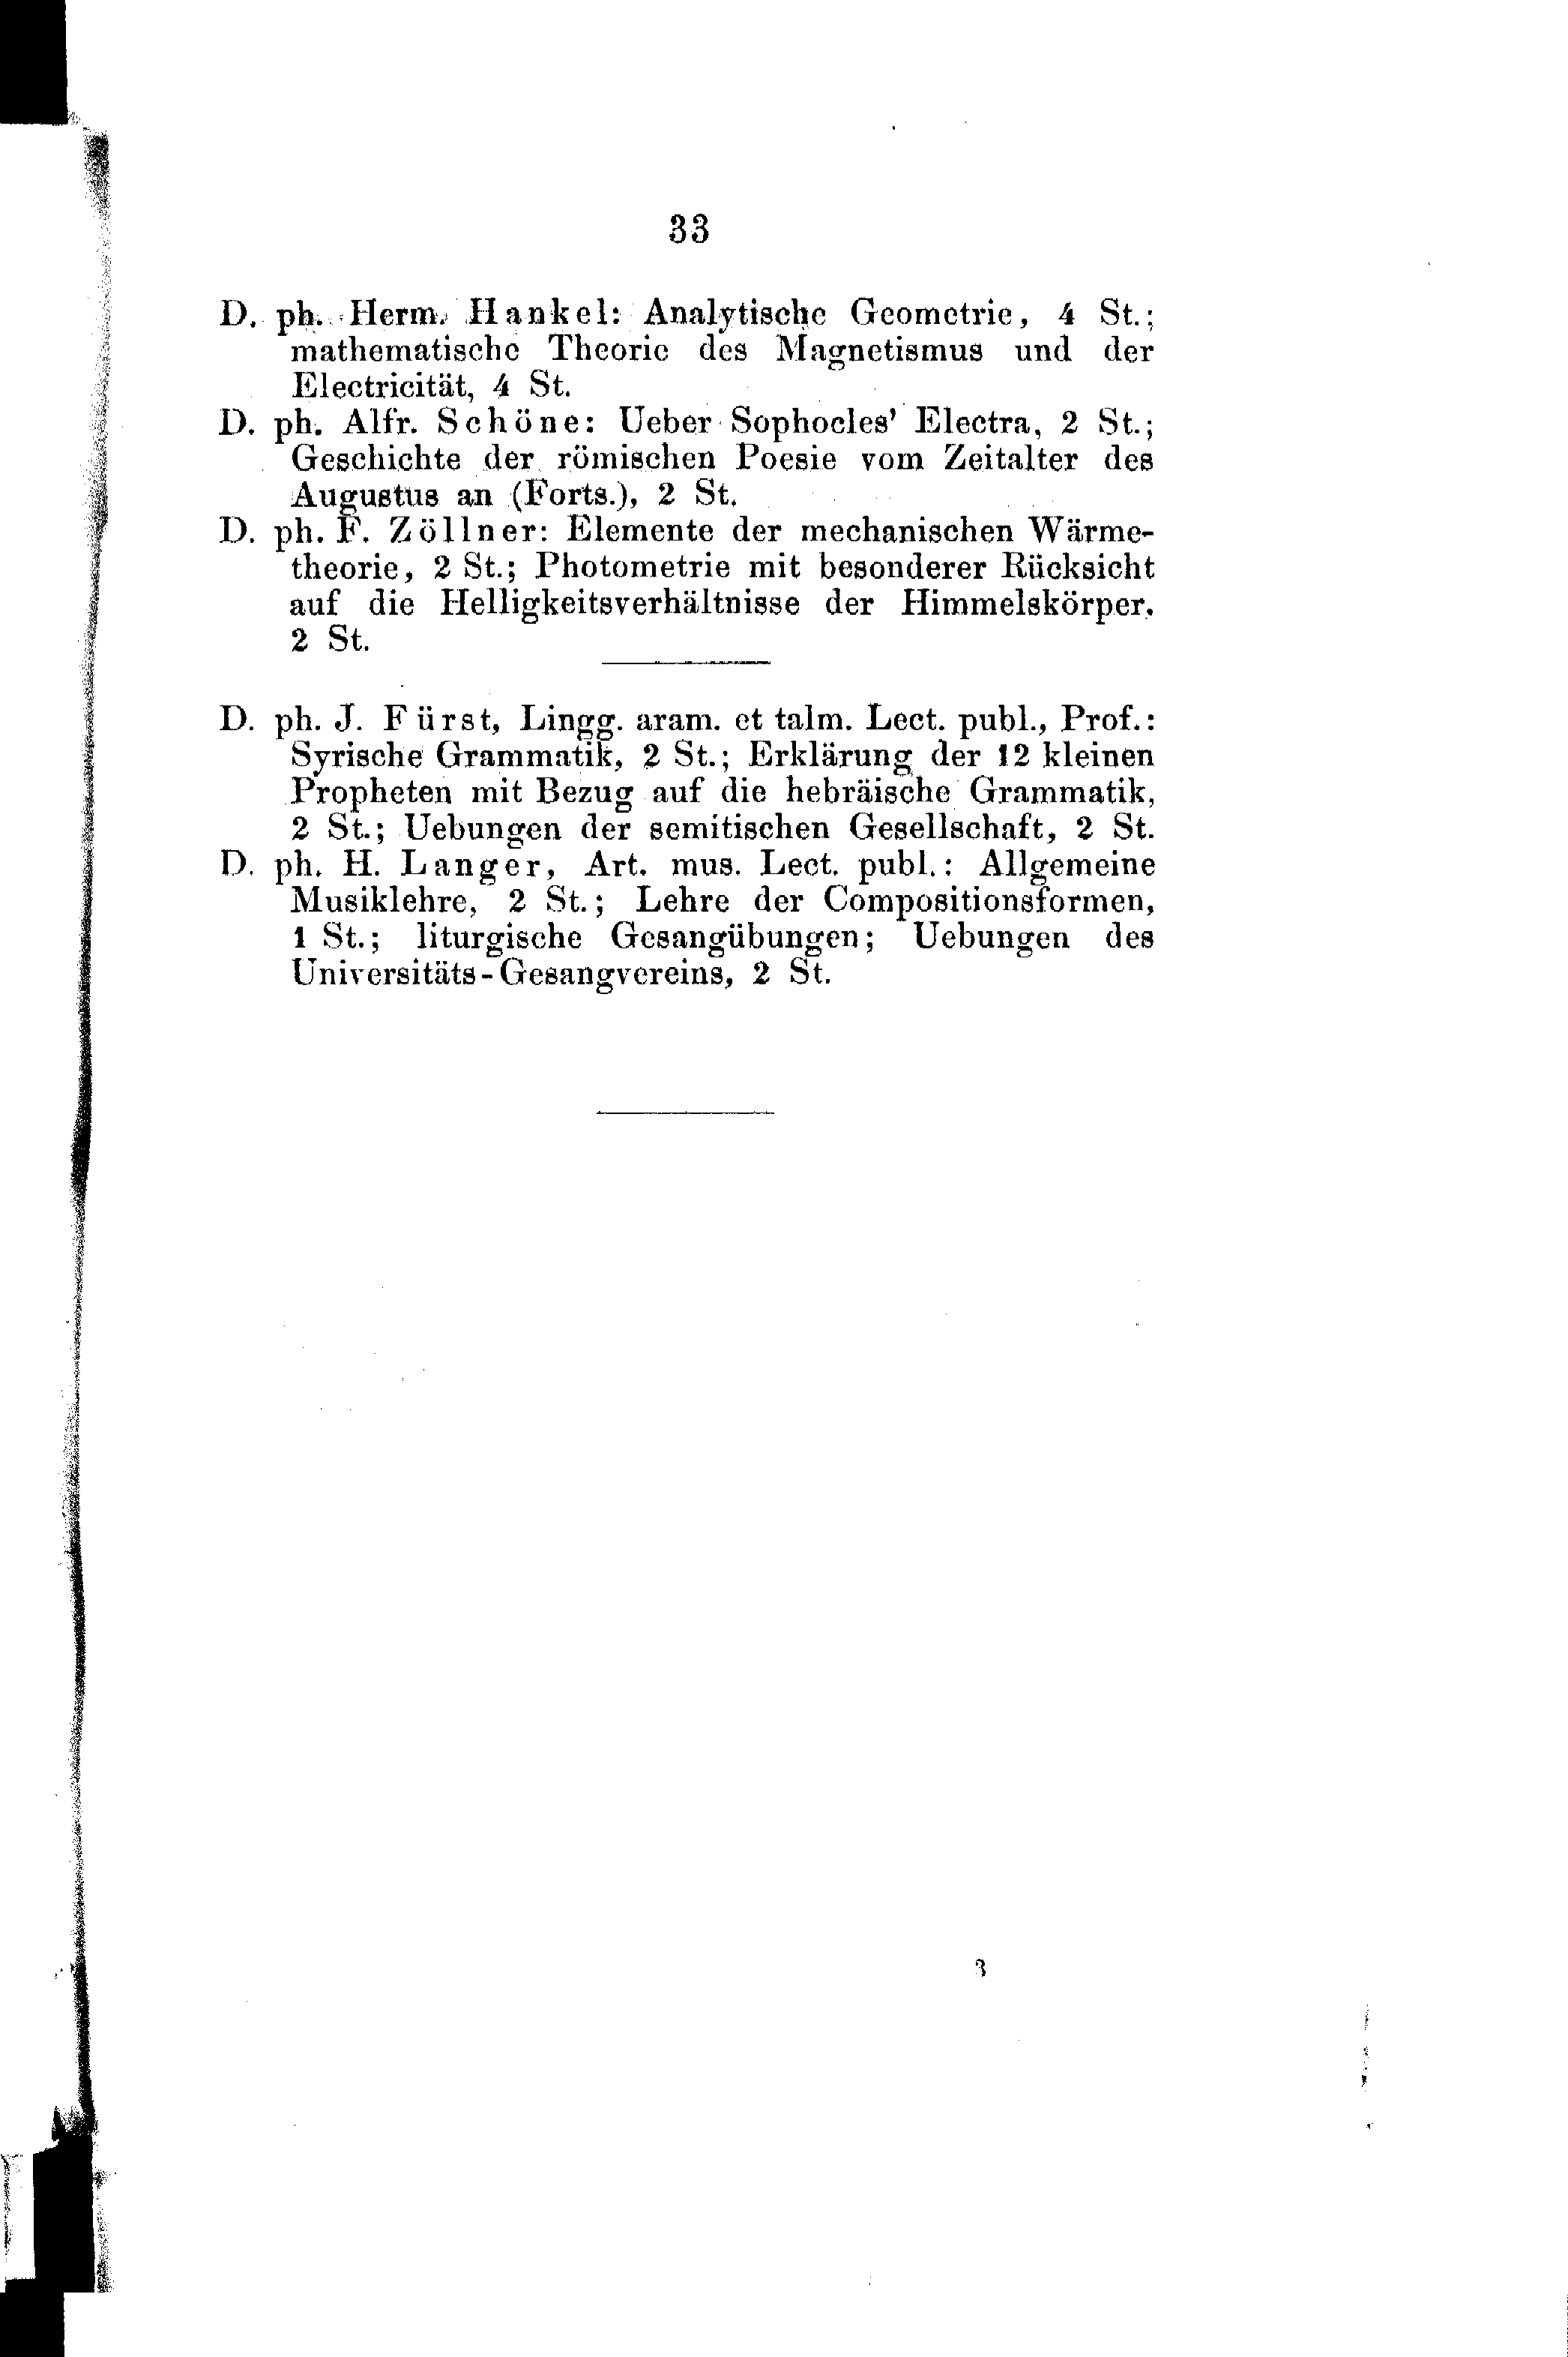 33
D. ph. Herm. Hankel: Analytische Geometrie, 4 St.;
mathematische Theorie des Magnetismus und der
Electricität, 4 St.
D. ph. Alfr. Schöne: Ueber Sophocles' Electra, 2 St.;
Geschichte der römischen Poesie vom Zeitalter des
Augustus an (Forts.), 2 St.
D. ph. F. Zöllner: Elemente der mechanischen Wärme-
theorie, 2 St.; Photometrie mit besonderer Rücksicht
auf die Helligkeitsverhältnisse der Himmelskörper,
2 St.
D. ph. J. Fürst, Lingg. aram. et talm. Lect. publ., Prof.:
Syrische Grammatik, 2 St.; Erklärung der 12 kleinen
Propheten mit Bezug auf die hebräische Grammatik,
2 St.; Uebungen der semitischen Gesellschaft, 2 St.
D. ph. H. Langer, Art. mus. Lect. publ.: Allgemeine
Musiklehre, 2 St.; Lehre der Compositionsformen,
1 St.; liturgische Gesangübungen; Uebungen des
Universitäts-Gesangvereins, 2 St.
3